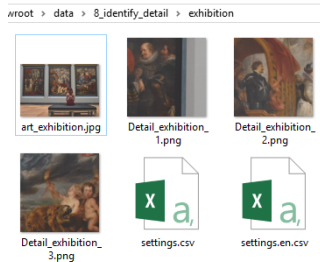 wroot > data > 8_identify_detail > exhibition
art_exhibition.jpg
Detail_exhibition_
1.png
Detail_exhibition_
2.png
Detail_exhibition_
3.png
X a,
settings.csv
X a,
settings.en.csv